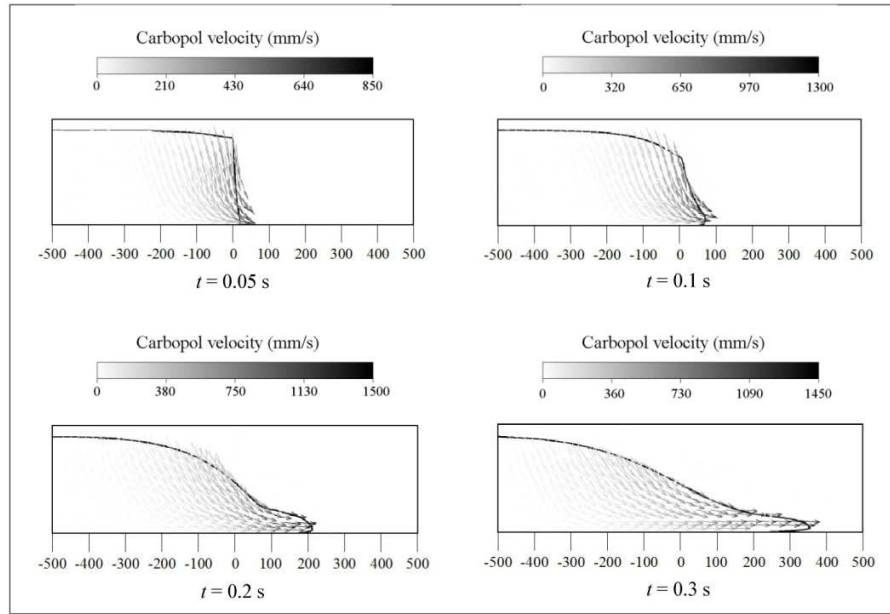 Carbopol velocity (mm/s)
0 210 430 640 850
-500 -400 -300 -200 -100 0 100 200 300 400 500
t = 0.05 s
Carbopol velocity (mm/s)
0 320 650 970 1300
-500 -400 -300 -200 -100 0 100 200 300 400 500
t = 0.1 s
Carbopol velocity (mm/s)
0 380 750 1130 1500
-500 -400 -300 -200 -100 0 100 200 300 400 500
t = 0.2 s
Carbopol velocity (mm/s)
0 360 730 1090 1450
-500 -400 -300 -200 -100 0 100 200 300 400 500
t = 0.3 s